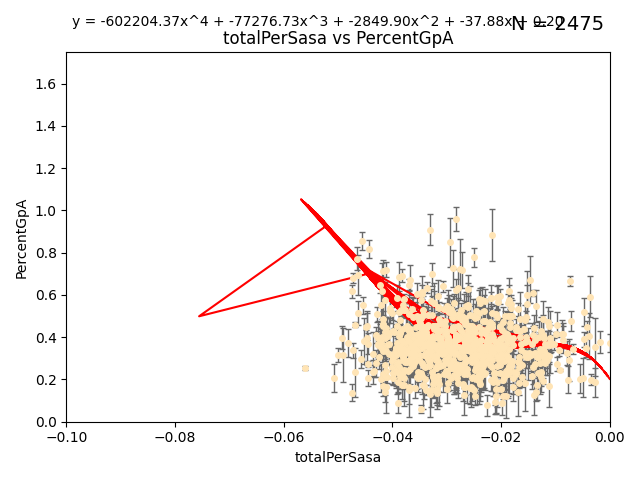 y = -602204.37x^4 + -77276.73x^3 + -2849.90x^2 + -37.88x + 0.20
N = 2475
totalPerSasa vs PercentGpA
PercentGpA
1.6
1.4
1.2
1.0
0.8
0.6
0.4
0.2
0.0
−0.10 −0.08 −0.06 −0.04 −0.02 0.00
totalPerSasa